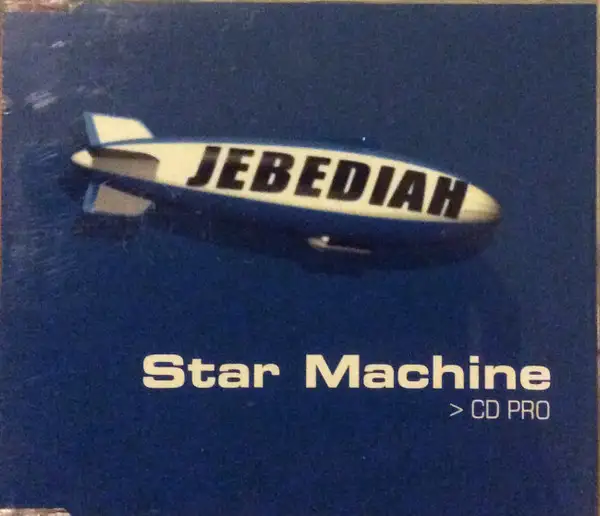 JEBEDIAH
Star Machine
> CD PRO